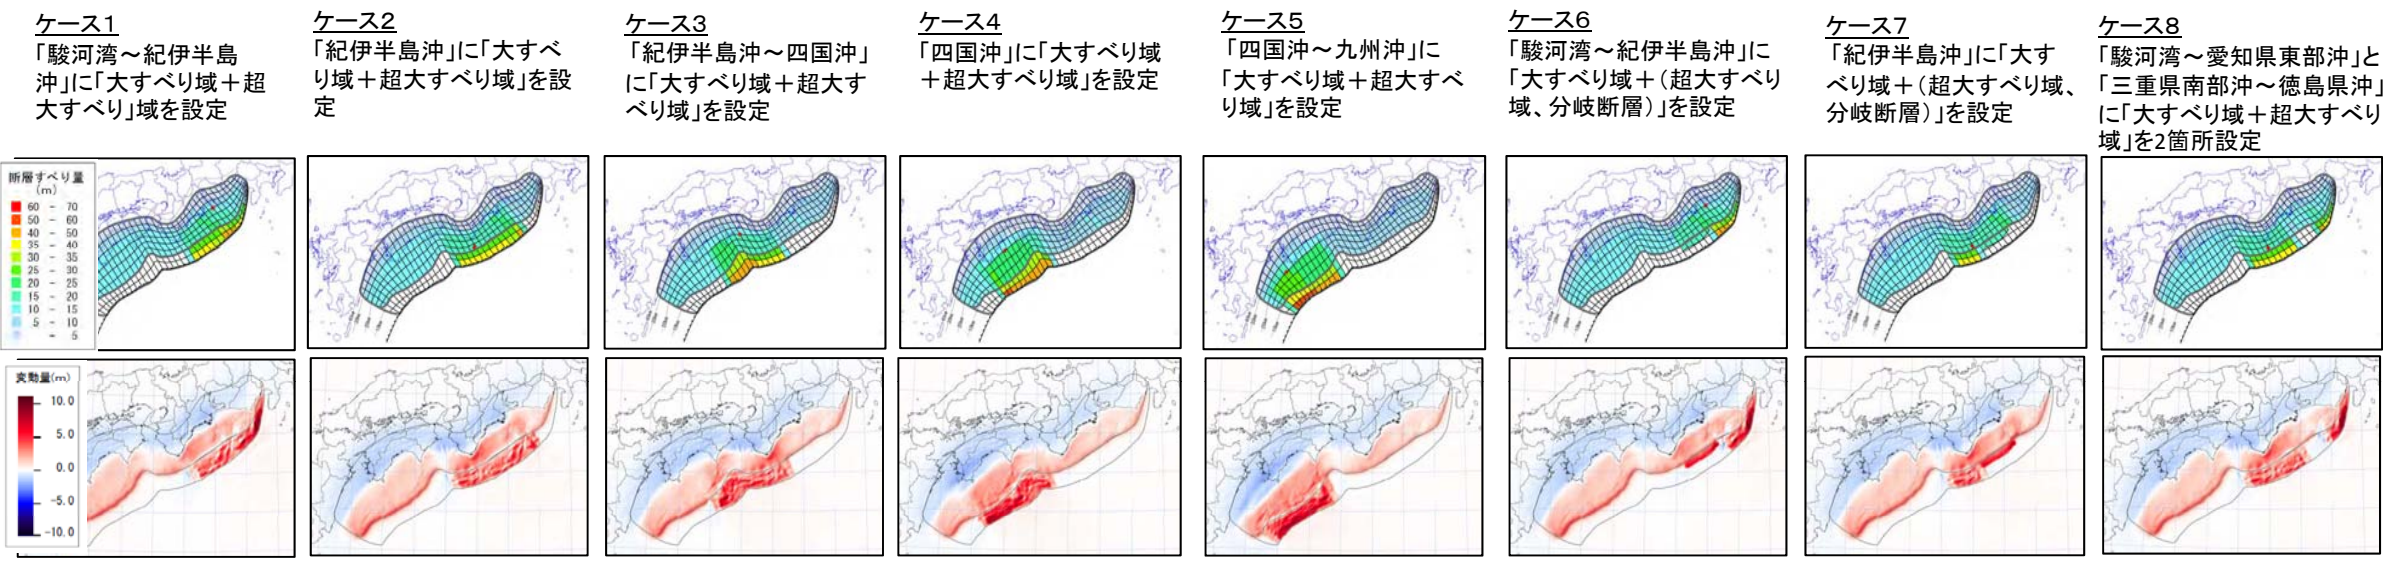 ケース1
「駿河湾～紀伊半島
沖」に「大すべり域＋超
大すべり」域を設定
ケース2
「紀伊半島沖」に「大すべ
り域＋超大すべり域」を設
定
ケース3
「紀伊半島沖～四国沖」
に「大すべり域＋超大す
べり域」を設定
ケース4
「四国沖」に「大すべり域
＋超大すべり域」を設定
ケース5
「四国沖～九州沖」に
「大すべり域＋超大すべ
り域」を設定
ケース6
「駿河湾～紀伊半島沖」に
「大すべり域＋（超大すべり
域、分岐断層）」を設定
ケース7
「紀伊半島沖」に「大す
べり域＋（超大すべり域、
分岐断層）」を設定
ケース8
「駿河湾～愛知県東部沖」と
「三重県南部沖～徳島県沖」
に「大すべり域＋超大すべり
域」を2箇所設定
断層すべり量
（m）
60 - 70
50 - 60
40 - 50
35 - 40
30 - 35
25 - 30
20 - 25
15 - 20
10 - 15
5 - 10
- 5
変動量(m)
10.0
5.0
0.0
-5.0
-10.0